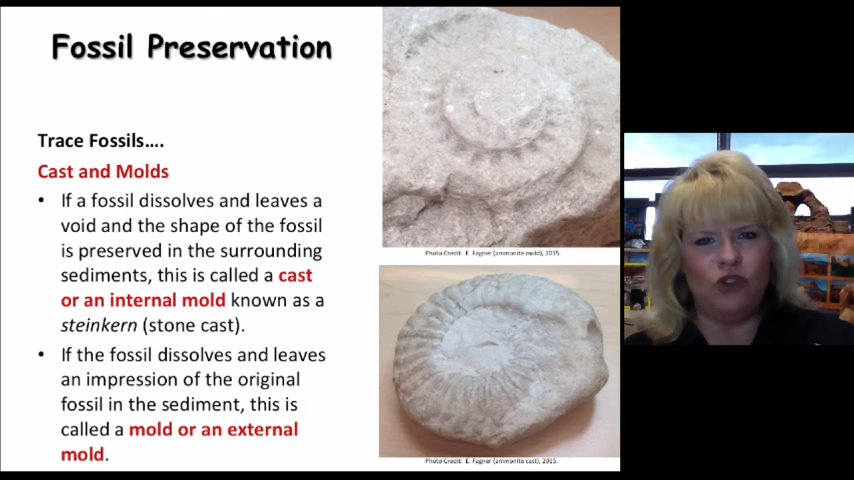 Fossil Preservation
Trace Fossils....
Cast and Molds
• If a fossil dissolves and leaves a
void and the shape of the fossil
is preserved in the surrounding
sediments, this is called a cast
or an internal mold known as a
steinkern (stone cast).
• If the fossil dissolves and leaves
an impression of the original
fossil in the sediment, this is
called a mold or an external
mold.
Photo Credit: E. Fagner (ammonite mold), 2015.
Photo Credit: E. Fagner (ammonite cast), 2015.